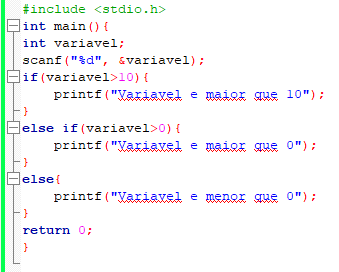 #include <stdio.h>
int main(){
int variavel;
scanf("%d", &variavel);
if(variavel>10){
    printf("Variavel e maior que 10");
}
else if(variavel>0){
    printf("Variavel e maior que 0");
}
else{
    printf("Variavel e menor que 0");
}
return 0;
}